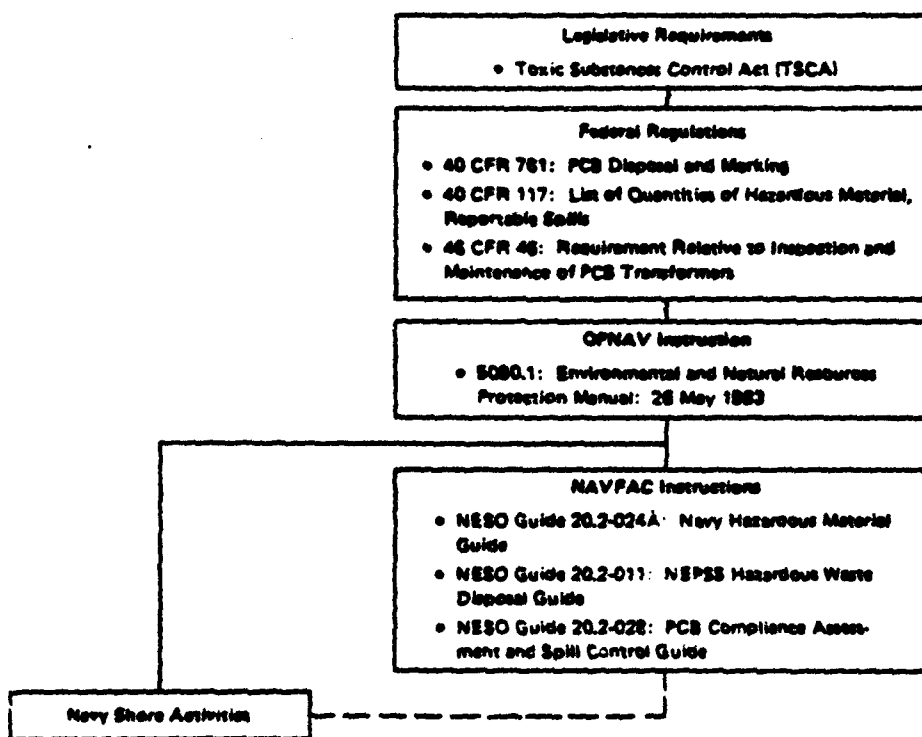 Legislative Requirements
• Toxic Substances Control Act (TSCA)
Federal Regulations
• 40 CFR 761: PCB Disposal and Marking
• 40 CFR 117: List of Quantities of Hazardous Material,
Reportable Spills
• 46 CFR 46: Requirement Relative to Inspection and
Maintenance of PCB Transformers
OPNAV Instruction
• 5090.1: Environmental and Natural Resources
Protection Manual: 26 May 1983
NAVFAC Instructions
• NESO Guide 20.2-024A: Navy Hazardous Material
Guide
• NESO Guide 20.2-011: NEPSS Hazardous Waste
Disposal Guide
• NESO Guide 20.2-028: PCB Compliance Assess-
ment and Spill Control Guide
Navy Shore Activities